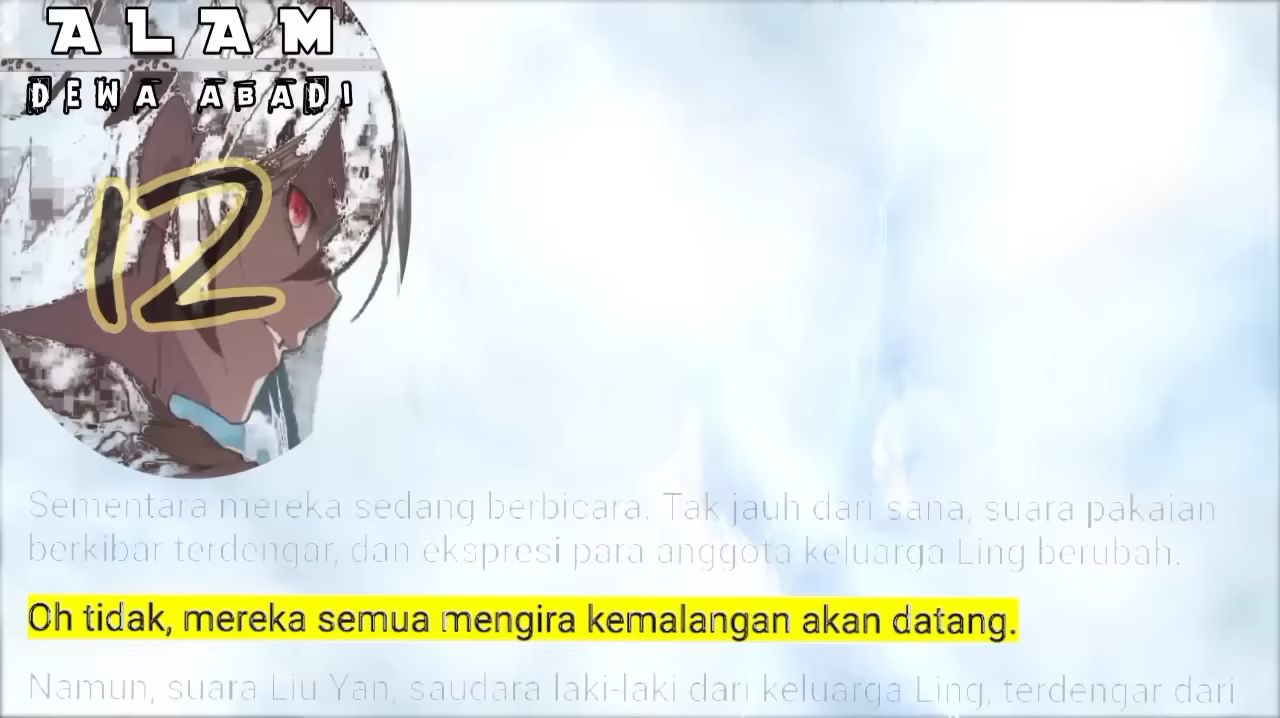 ALAM
DEWA ABADI
12
Sementara mereka sedang berbicara. Tak jauh dari sana, suara pakaian
berkibar terdengar, dan ekspresi para anggota keluarga Ling berubah.
Oh tidak, mereka semua mengira kemalangan akan datang.
Namun, suara Liu Yan, saudara laki-laki dari keluarga Ling, terdengar dari